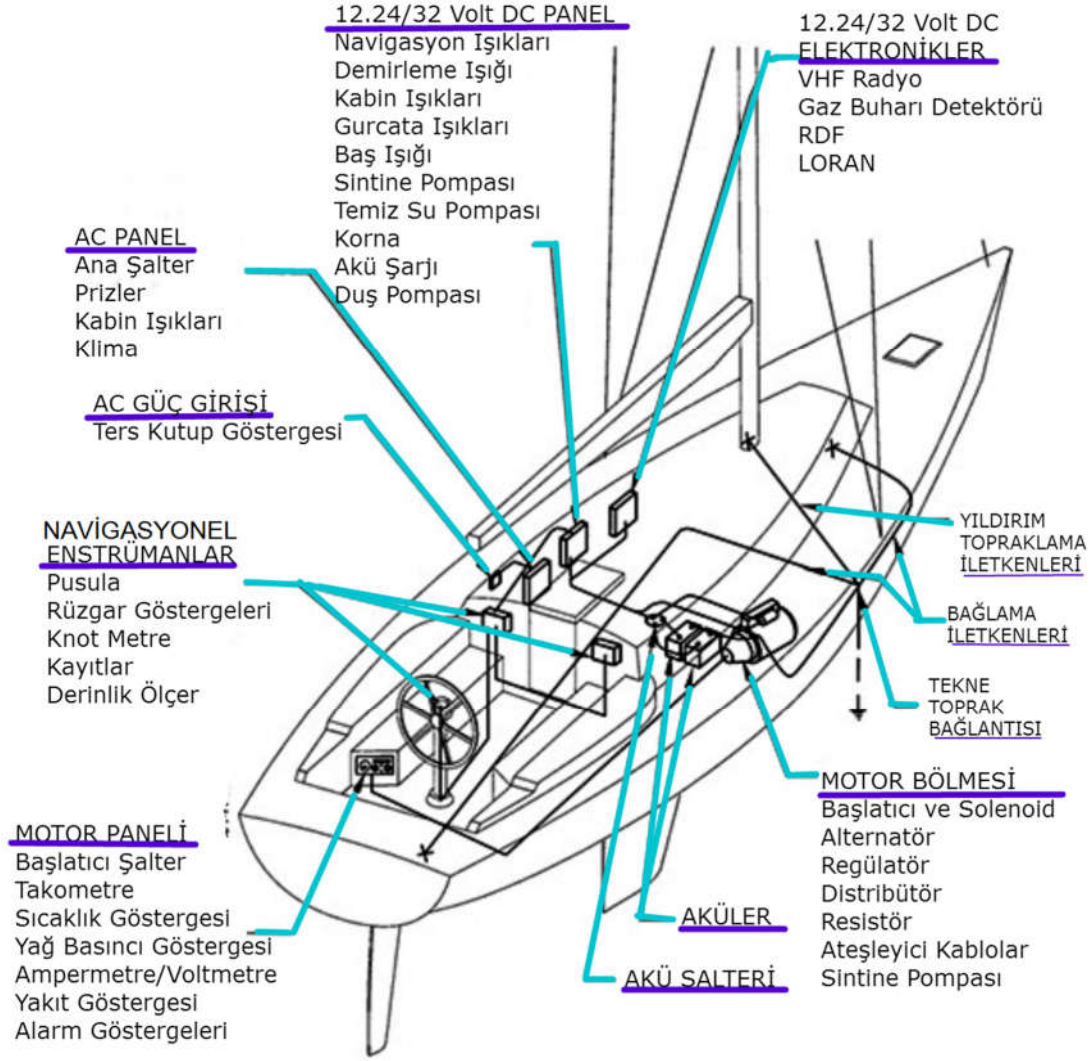 12.24/32 Volt DC PANEL
Navigasyon Işıkları
Demirleme Işığı
Kabin Işıkları
Gurcata Işıkları
Baş Işığı
Sintine Pompası
Temiz Su Pompası
Korna
Akü Şarjı
Duş Pompası
12.24/32 Volt DC
ELEKTRONİKLER
VHF Radyo
Gaz Buharı Detektörü
RDF
LORAN
AC PANEL
Ana Şalter
Prizler
Kabin Işıkları
Klima
AC GÜÇ GİRİŞİ
Ters Kutup Göstergesi
NAVİGASYONEL
ENSTRÜMANLAR
Pusula
Rüzgar Göstergeleri
Knot Metre
Kayıtlar
Derinlik Ölçer
YILDIRIM
TOPRAKLAMA
İLETKENLERİ
BAĞLAMA
İLETKENLERİ
TEKNE
TOPRAK
BAĞLANTISI
MOTOR BÖLMESİ
Başlatıcı ve Solenoid
Alternatör
Regülatör
Distribütör
Resistör
Ateşleyici Kablolar
Sintine Pompası
MOTOR PANELİ
Başlatıcı Şalter
Takometre
Sıcaklık Göstergesi
Yağ Basıncı Göstergesi
Ampermetre/Voltmetre
Yakıt Göstergesi
Alarm Göstergeleri
AKÜLER
AKÜ SALTERİ